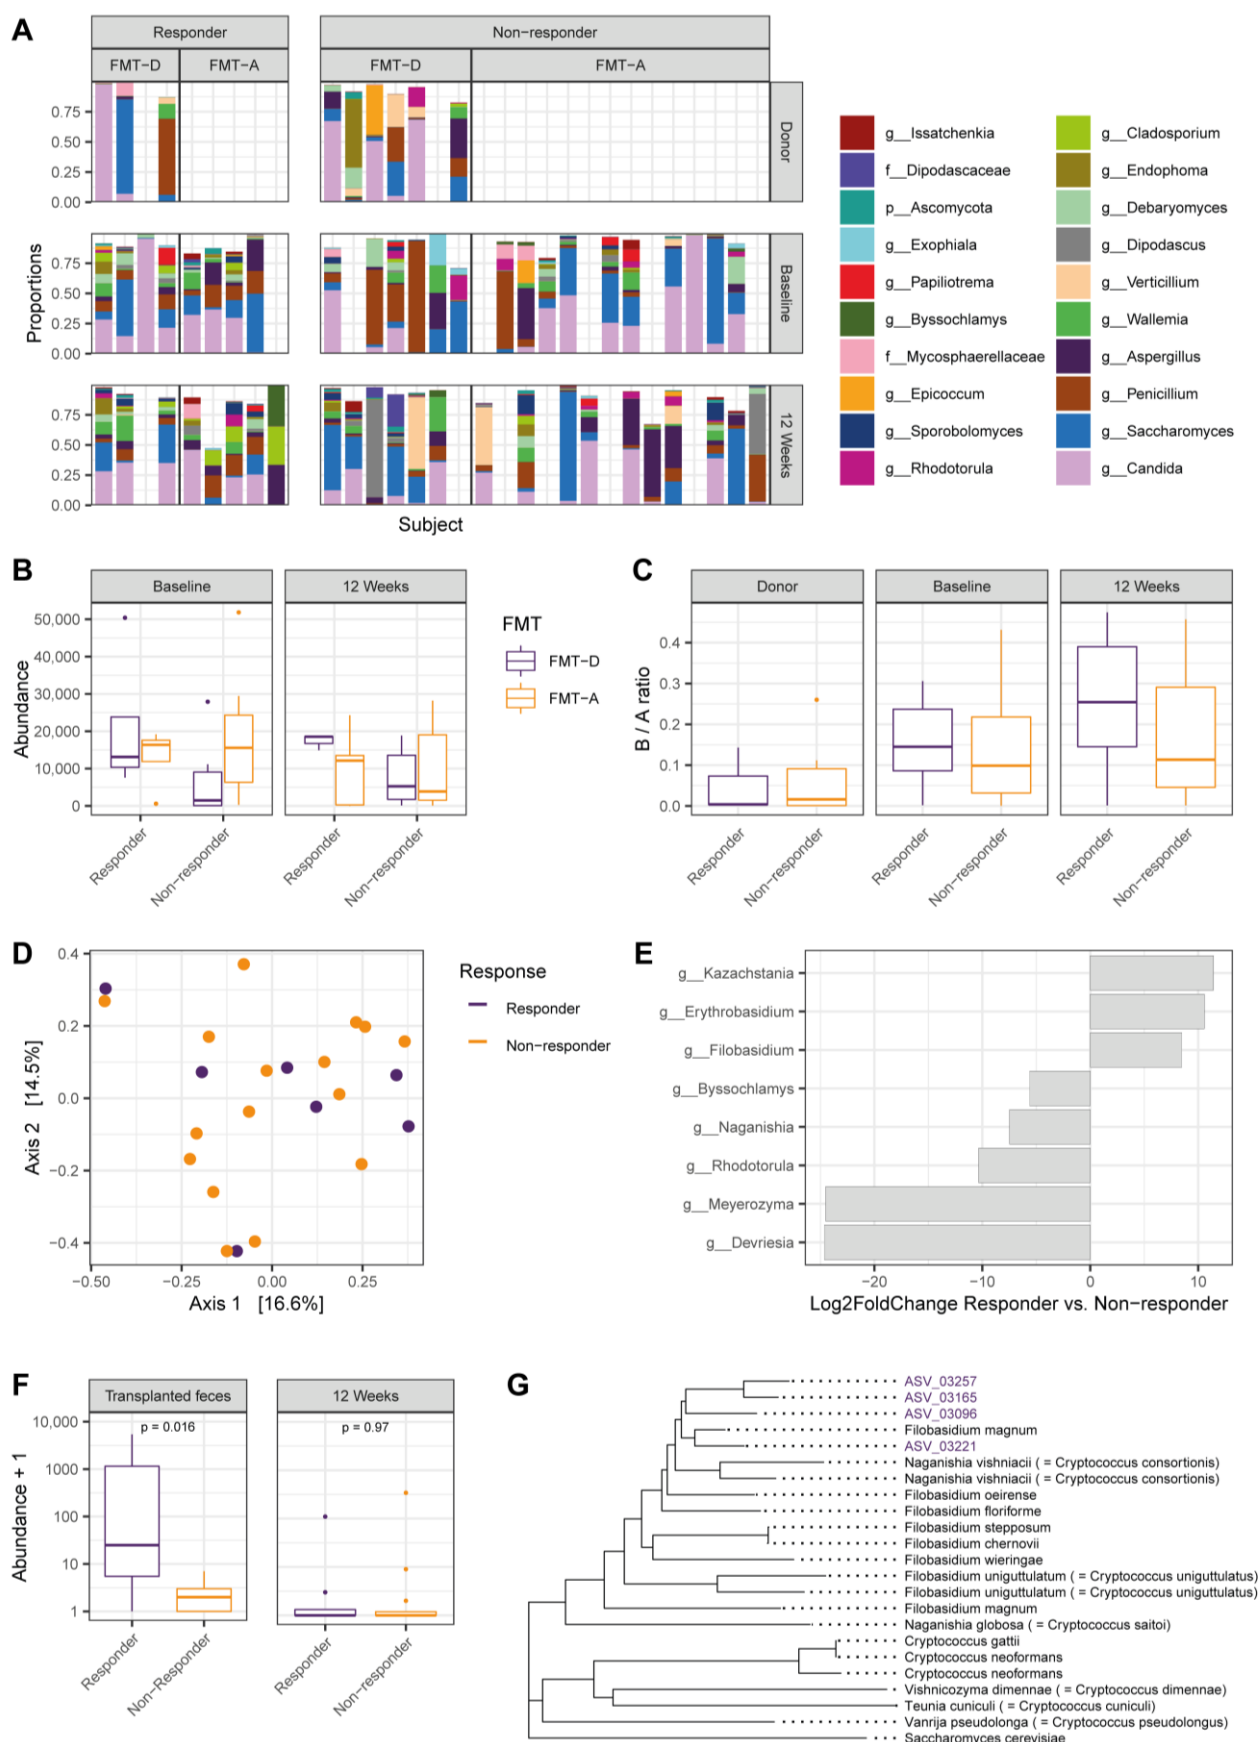 A
Responder
Non-responder
FMT-D
FMT-A
FMT-D
FMT-A
Donor
0.75
0.50
0.25
0.00
Baseline
0.75
0.50
0.25
0.00
12 Weeks
0.75
0.50
0.25
0.00
Proportions
Subject
g__Issatchenkia
f__Dipodascaceae
p__Ascomycota
g__Exophiala
g__Papiliotrema
g__Byssochlamys
f__Mycosphaerellaceae
g__Epicoccum
g__Sporobolomyces
g__Rhodotorula
g__Cladosporium
g__Endophoma
g__Debaryomyces
g__Dipodascus
g__Verticillium
g__Wallemia
g__Aspergillus
g__Penicillium
g__Saccharomyces
g__Candida
B
Baseline
12 Weeks
Abundance
50,000
40,000
30,000
20,000
10,000
0
Responder
Non-responder
Responder
Non-responder
FMT
FMT-D
FMT-A
C
Donor
Baseline
12 Weeks
B / A ratio
0.4
0.3
0.2
0.1
0.0
Responder
Non-responder
Responder
Non-responder
Responder
Non-responder
D
Axis 2 [14.5%]
0.4
0.2
0.0
−0.2
−0.4
−0.50
−0.25
0.00
0.25
Axis 1 [16.6%]
Response
Responder
Non-responder
E
g__Kazachstania
g__Erythrobasidium
g__Filobasidium
g__Byssochlamys
g__Naganishia
g__Rhodotorula
g__Meyerozyma
g__Devriesia
−20
−10
0
10
Log2FoldChange Responder vs. Non-responder
F
Transplanted feces
12 Weeks
p = 0.016
p = 0.97
Abundance + 1
10,000
1000
100
10
1
Responder
Non-Responder
Responder
Non-responder
G
ASV_03257
ASV_03165
ASV_03096
Filobasidium magnum
ASV_03221
Naganishia vishniacii ( = Cryptococcus consortionis)
Naganishia vishniacii ( = Cryptococcus consortionis)
Filobasidium oeirense
Filobasidium floriforme
Filobasidium stepposum
Filobasidium chernovii
Filobasidium wieringae
Filobasidium uniguttulatum ( = Cryptococcus uniguttulatus)
Filobasidium uniguttulatum ( = Cryptococcus uniguttulatus)
Filobasidium magnum
Naganishia globosa ( = Cryptococcus saitoi)
Cryptococcus gattii
Cryptococcus neoformans
Cryptococcus neoformans
Vishnicozyma dimennae ( = Cryptococcus dimennae)
Teunia cuniculi ( = Cryptococcus cuniculi)
Vanrija pseudolonga ( = Cryptococcus pseudolongus)
Saccharomyces cerevisiae